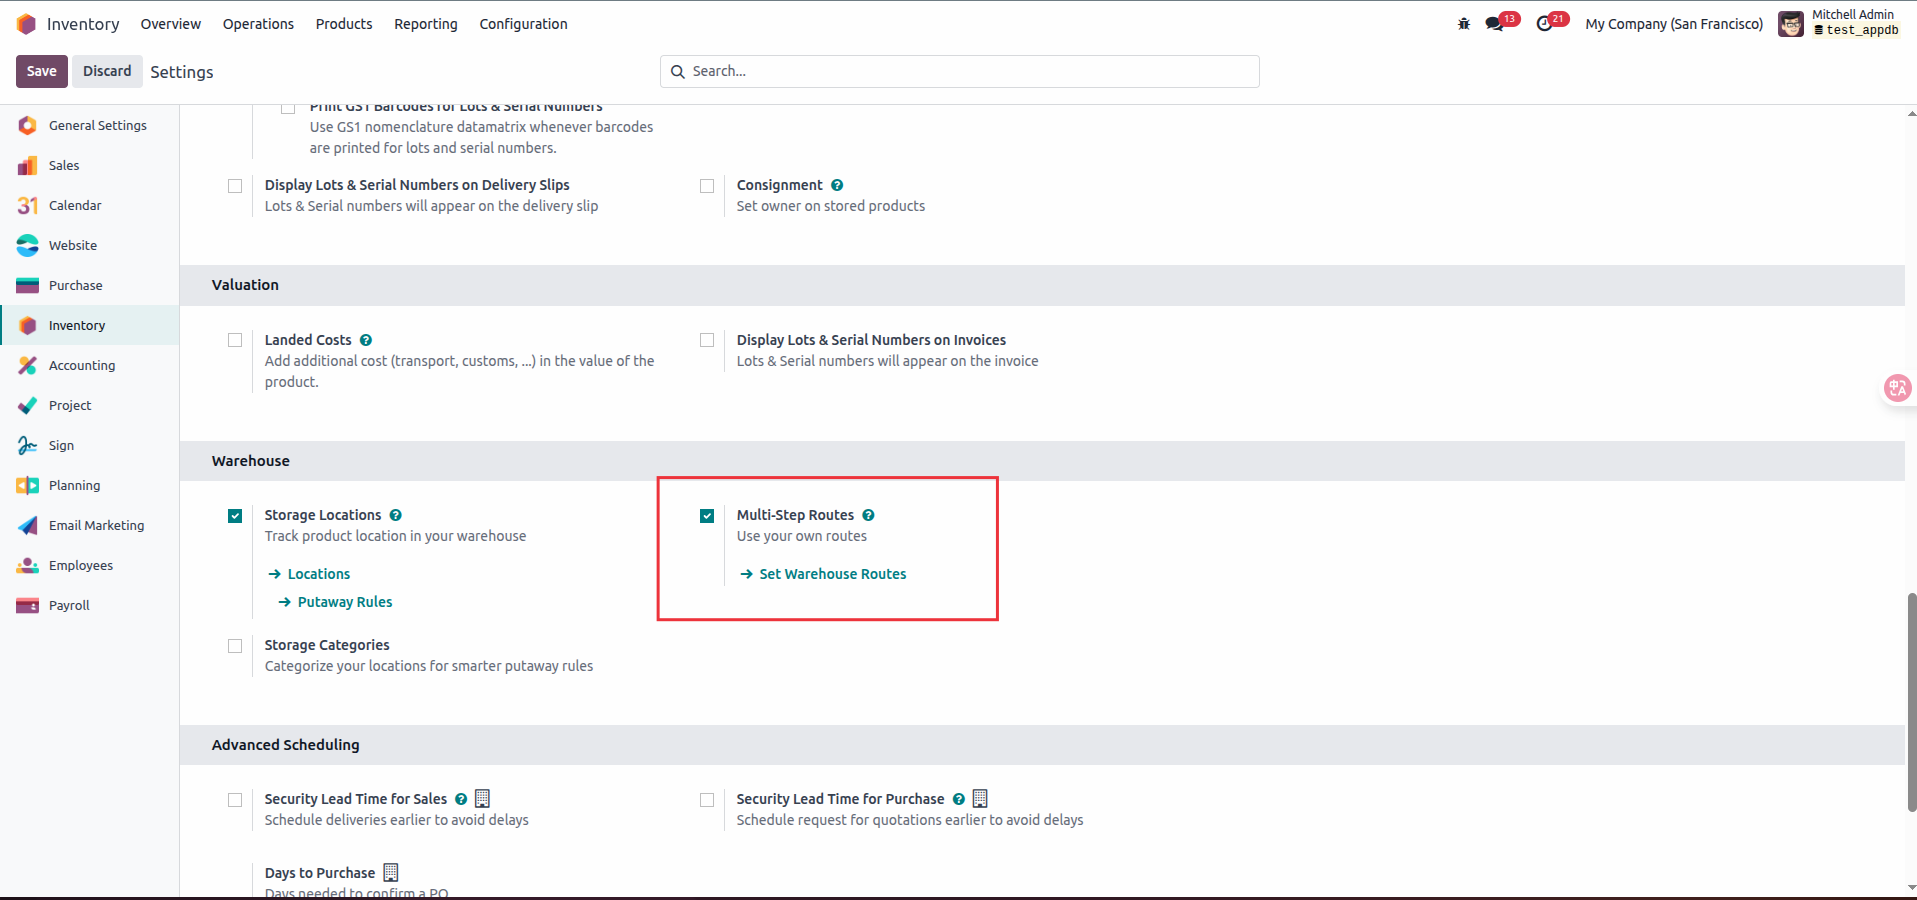 Inventory
Overview
Operations
Products
Reporting
Configuration
13
21
My Company (San Francisco)
Mitchell Admin
test_appdb
Save
Discard
Settings
Search...
General Settings
Sales
31
Calendar
Website
Purchase
Inventory
Accounting
Project
Sign
Planning
Email Marketing
Employees
Payroll
Print GS1 Barcodes for Lots & Serial Numbers
Use GS1 nomenclature datamatrix whenever barcodes
are printed for lots and serial numbers.
Display Lots & Serial Numbers on Delivery Slips
Lots & Serial numbers will appear on the delivery slip
Consignment ?
Set owner on stored products
Valuation
Landed Costs ?
Add additional cost (transport, customs, ...) in the value of the
product.
Display Lots & Serial Numbers on Invoices
Lots & Serial numbers will appear on the invoice
中A
Warehouse
Storage Locations ?
Track product location in your warehouse
→ Locations
→ Putaway Rules
Multi-Step Routes ?
Use your own routes
→ Set Warehouse Routes
Storage Categories
Categorize your locations for smarter putaway rules
Advanced Scheduling
Security Lead Time for Sales ?
Schedule deliveries earlier to avoid delays
Security Lead Time for Purchase ?
Schedule request for quotations earlier to avoid delays
Days to Purchase
Days needed to confirm a PO